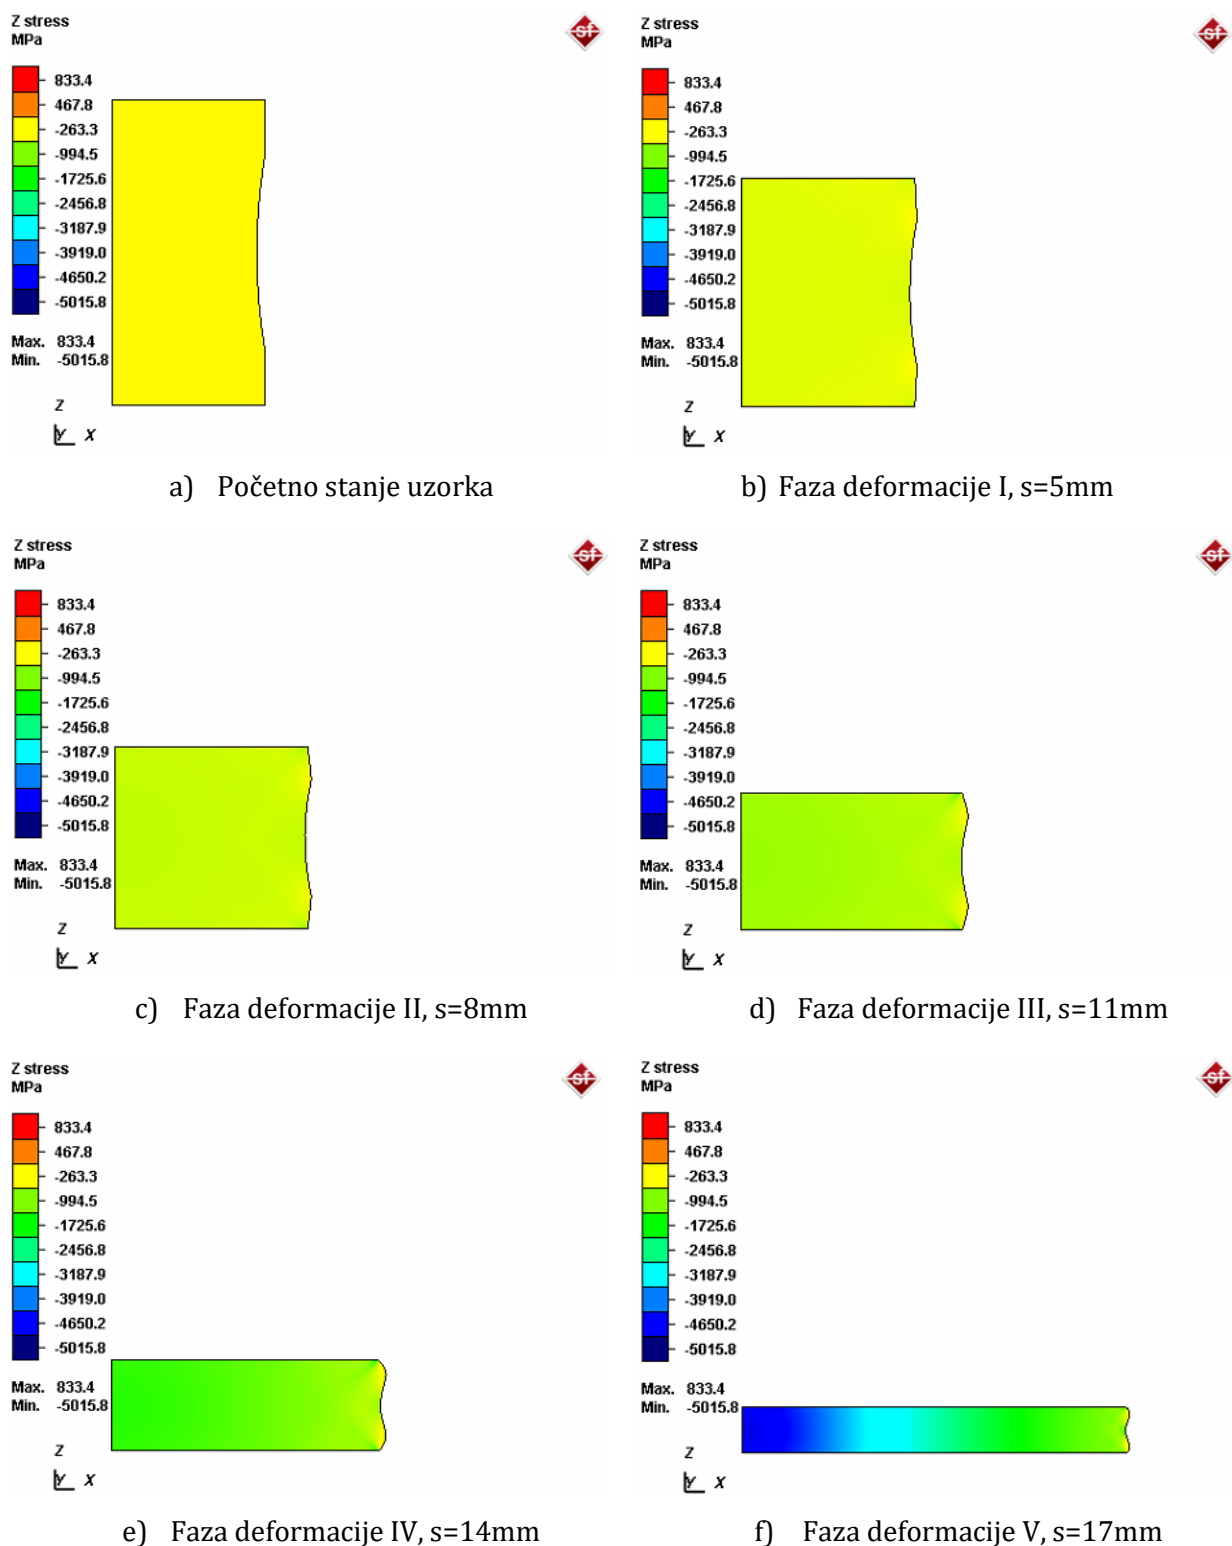 Z stress
MPa
833.4
467.8
-263.3
-994.5
-1725.6
-2456.8
-3187.9
-3919.0
-4650.2
-5015.8
Max. 833.4
Min. -5015.8
Z
Y X
sf
a) Početno stanje uzorka
Z stress
MPa
833.4
467.8
-263.3
-994.5
-1725.6
-2456.8
-3187.9
-3919.0
-4650.2
-5015.8
Max. 833.4
Min. -5015.8
Z
Y X
sf
b) Faza deformacije I, s=5mm
Z stress
MPa
833.4
467.8
-263.3
-994.5
-1725.6
-2456.8
-3187.9
-3919.0
-4650.2
-5015.8
Max. 833.4
Min. -5015.8
Z
Y X
sf
c) Faza deformacije II, s=8mm
Z stress
MPa
833.4
467.8
-263.3
-994.5
-1725.6
-2456.8
-3187.9
-3919.0
-4650.2
-5015.8
Max. 833.4
Min. -5015.8
Z
Y X
sf
d) Faza deformacije III, s=11mm
Z stress
MPa
833.4
467.8
-263.3
-994.5
-1725.6
-2456.8
-3187.9
-3919.0
-4650.2
-5015.8
Max. 833.4
Min. -5015.8
Z
Y X
sf
e) Faza deformacije IV, s=14mm
Z stress
MPa
833.4
467.8
-263.3
-994.5
-1725.6
-2456.8
-3187.9
-3919.0
-4650.2
-5015.8
Max. 833.4
Min. -5015.8
Z
Y X
sf
f) Faza deformacije V, s=17mm